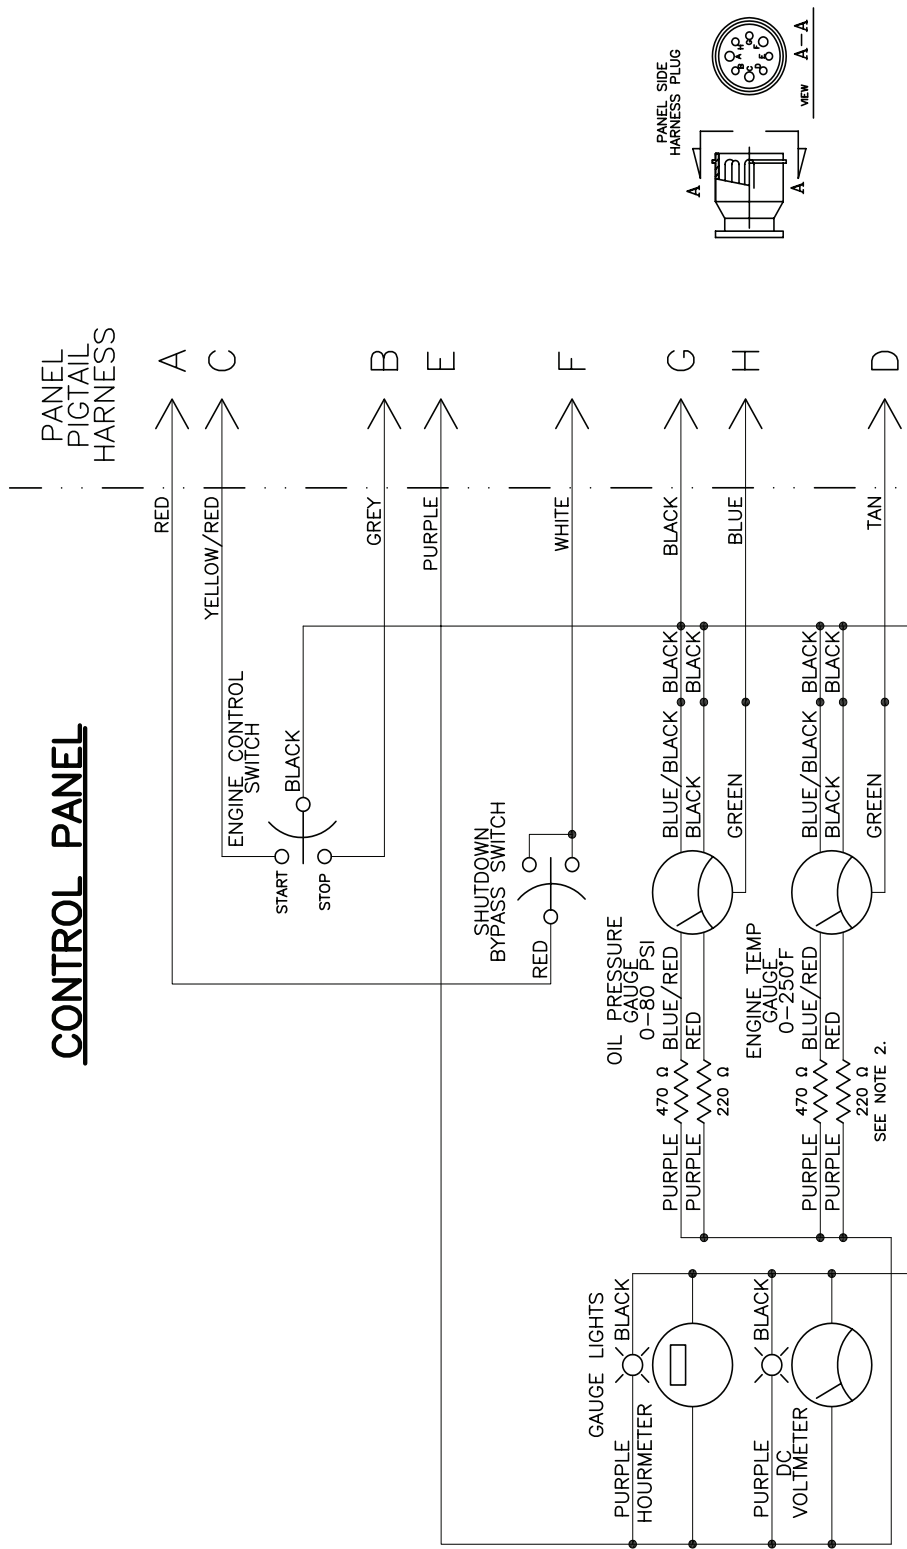 CONTROL PANEL
PANEL
PIGTAIL
HARNESS
A
C
B
E
F
G
H
D
RED
YELLOW/RED
GREY
PURPLE
WHITE
BLACK
BLUE
TAN
ENGINE CONTROL
SWITCH
START
STOP
BLACK
SHUTDOWN
BYPASS SWITCH
RED
OIL PRESSURE
GAUGE
0-80 PSI
PURPLE
470 Ω
BLUE/RED
BLUE/BLACK
BLACK
PURPLE
220 Ω
RED
BLACK
BLACK
GREEN
ENGINE TEMP
GAUGE
0-250°F
PURPLE
470 Ω
BLUE/RED
BLUE/BLACK
BLACK
PURPLE
220 Ω
RED
BLACK
BLACK
GREEN
SEE NOTE 2.
GAUGE LIGHTS
PURPLE
BLACK
HOURMETER
PURPLE
BLACK
DC
VOLTMETER
PANEL SIDE
HARNESS PLUG
A
A
VIEW A-A
A
B
C
D
E
F
G
H